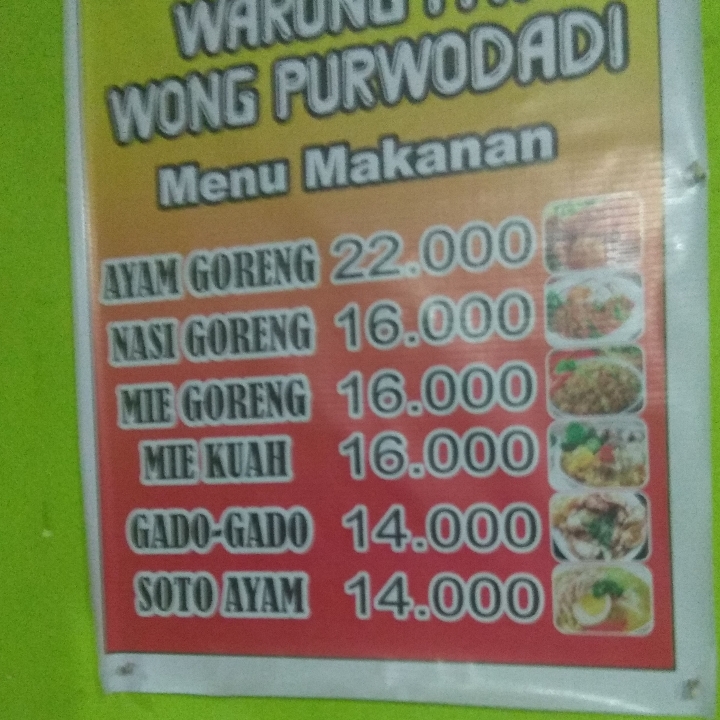 WARUNG
WONG PURWODADI
Menu Makanan
AYAM GORENG 22.000
NASI GORENG 16.000
MIE GORENG 16.000
MIE KUAH 16.000
GADO-GADO 14.000
SOTO AYAM 14.000